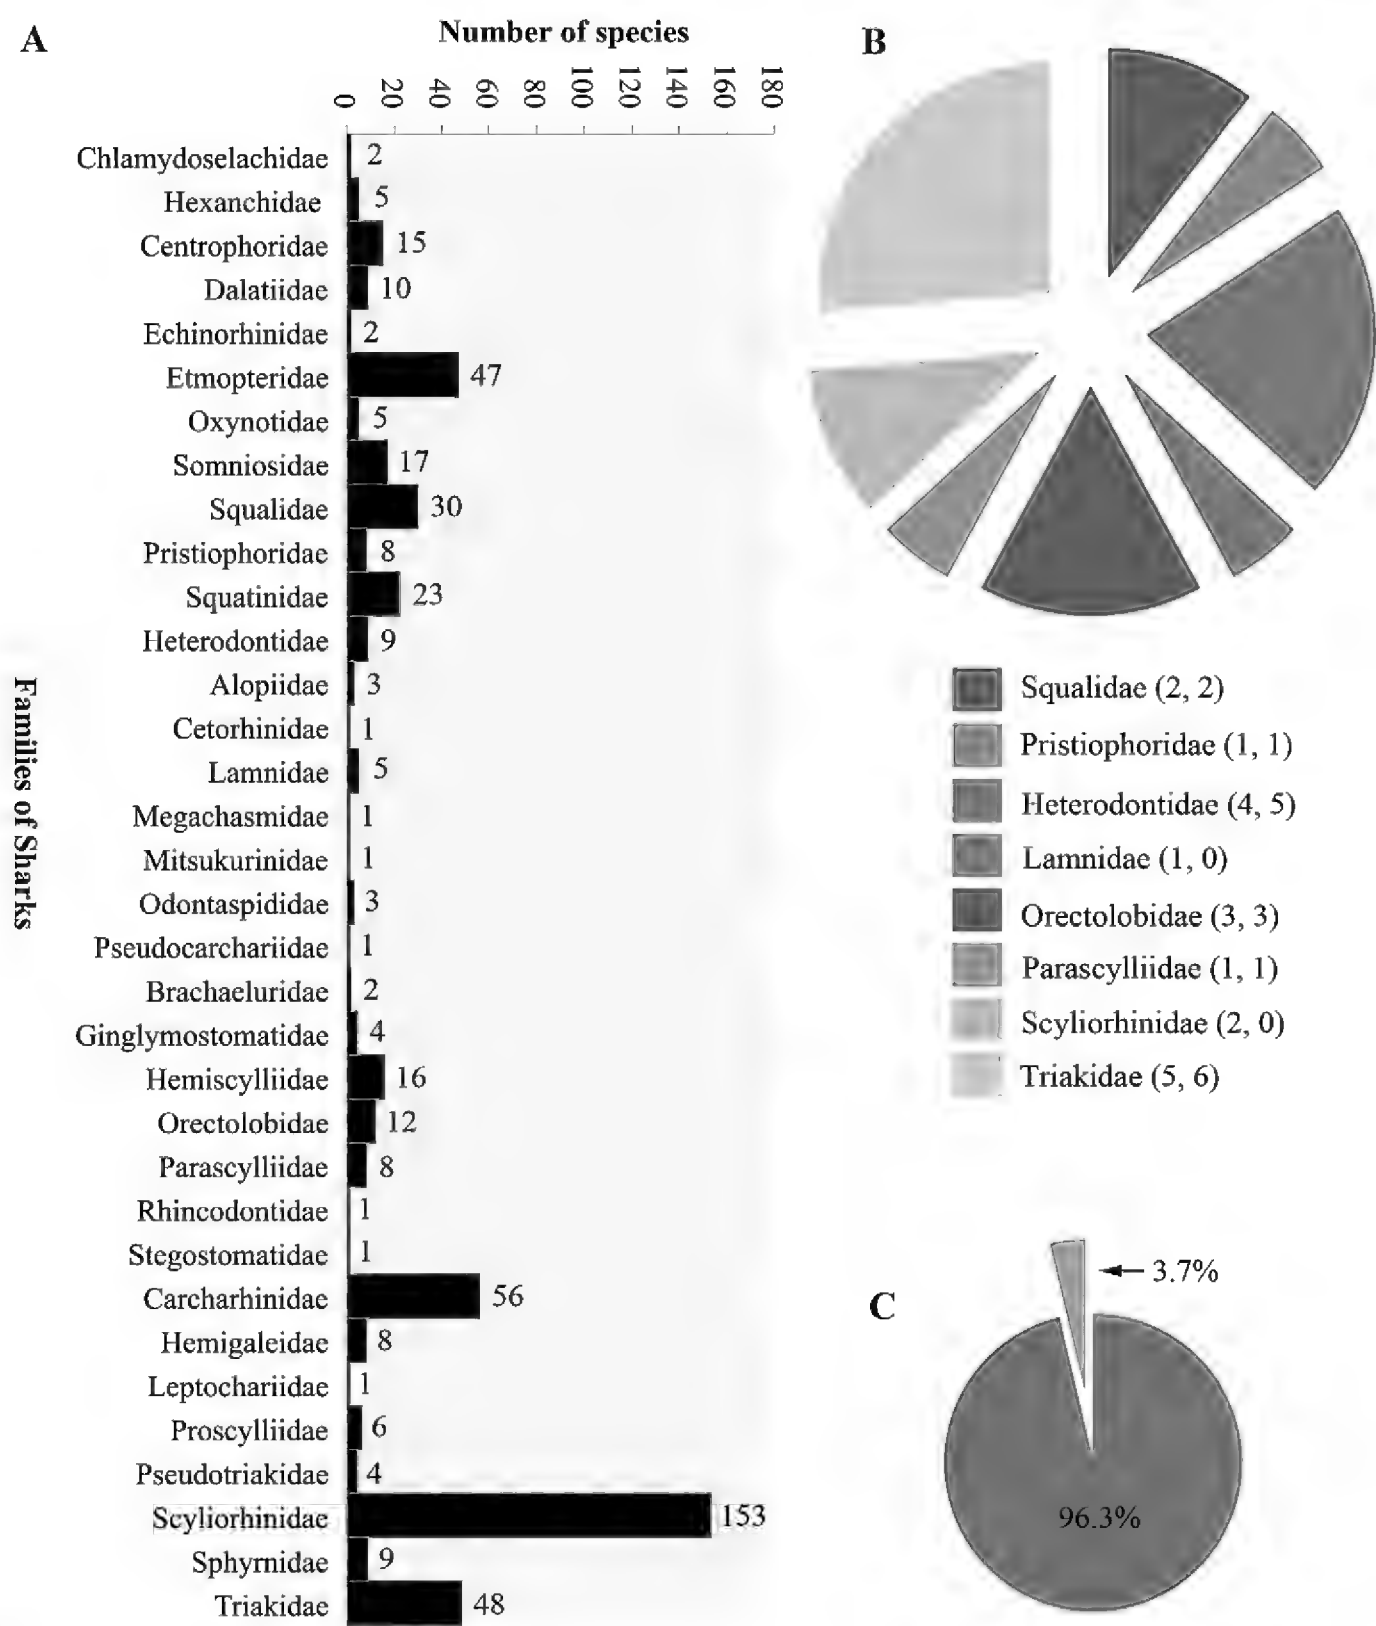 A
Number of species
0 20 40 60 80 100 120 140 160 180
Families of Sharks
Chlamydoselachidae 2
Hexanchidae 5
Centrophoridae 15
Dalatiidae 10
Echinorhinidae 2
Etmopteridae 47
Oxynotidae 5
Somniosidae 17
Squalidae 30
Pristiophoridae 8
Squatinidae 23
Heterodontidae 9
Alopiidae 3
Cetorhinidae 1
Lamnidae 5
Megachasmidae 1
Mitsukurinidae 1
Odontaspididae 3
Pseudocarchariidae 1
Brachaeluridae 2
Ginglymostomatidae 4
Hemiscylliidae 16
Orectolobidae 12
Parascylliidae 8
Rhincodontidae 1
Stegostomatidae 1
Carcharhinidae 56
Hemigaleidae 8
Leptochariidae 1
Proscylliidae 6
Pseudotriakidae 4
Scyliorhinidae 153
Sphyrnidae 9
Triakidae 48
B
Squalidae (2, 2)
Pristiophoridae (1, 1)
Heterodontidae (4, 5)
Lamnidae (1, 0)
Orectolobidae (3, 3)
Parascylliidae (1, 1)
Scyliorhinidae (2, 0)
Triakidae (5, 6)
C
3.7%
96.3%